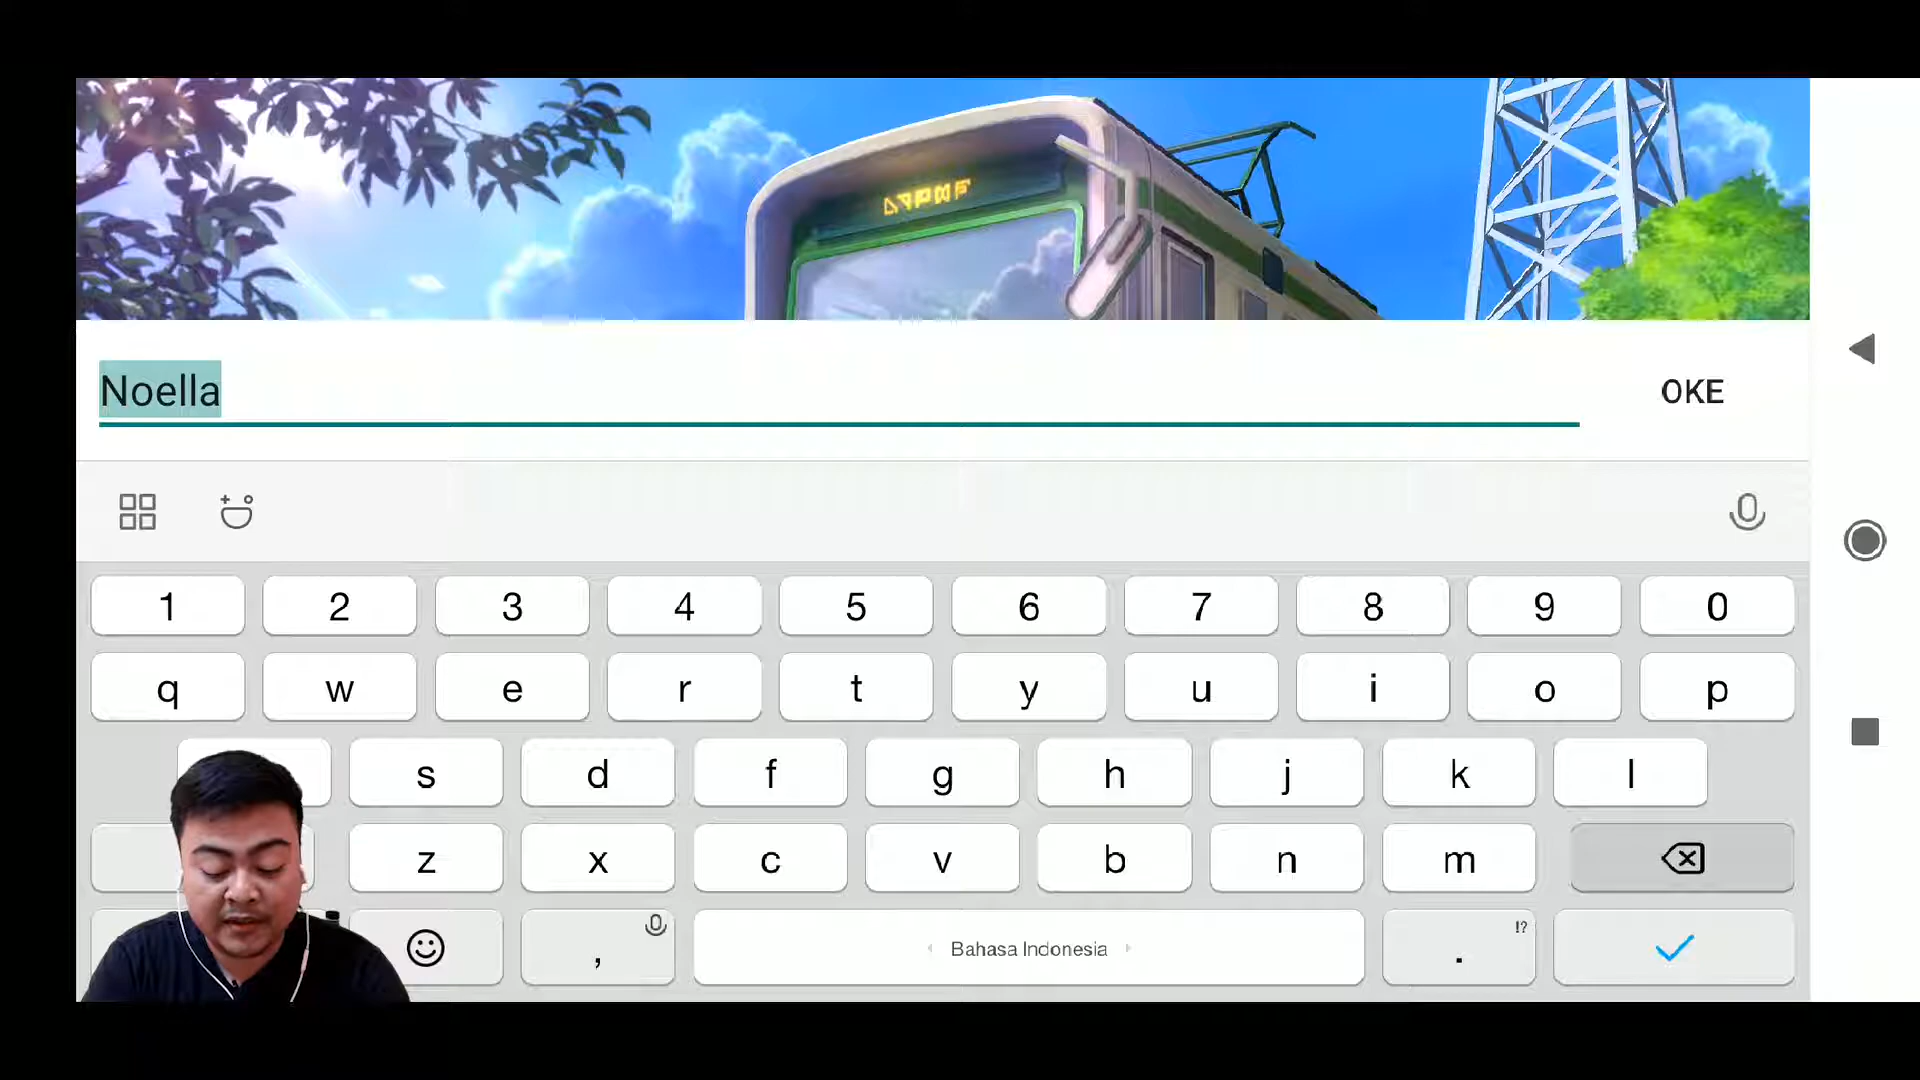 Noella
OKE
1 2 3 4 5 6 7 8 9 0
q w e r t y u i o p
s d f g h j k l
z x c v b n m
, Bahasa Indonesia . !?